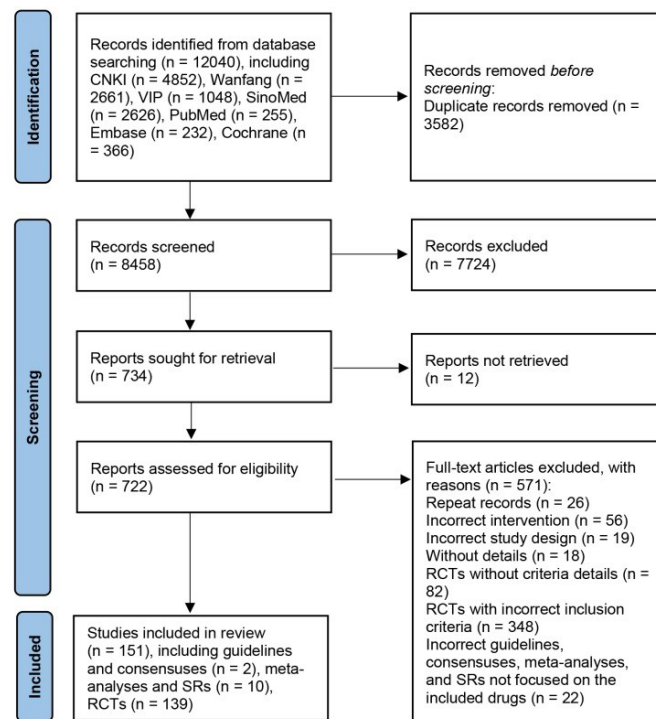 Identification
Records identified from database
searching (n = 12040), including
CNKI (n = 4852), Wanfang (n =
2661), VIP (n = 1048), SinoMed
(n = 2626), PubMed (n = 255),
Embase (n = 232), Cochrane (n
= 366)
Records removed before
screening:
Duplicate records removed (n =
3582)
Screening
Records screened
(n = 8458)
Records excluded
(n = 7724)
Reports sought for retrieval
(n = 734)
Reports not retrieved
(n = 12)
Reports assessed for eligibility
(n = 722)
Full-text articles excluded, with
reasons (n = 571):
Repeat records (n = 26)
Incorrect intervention (n = 56)
Incorrect study design (n = 19)
Without details (n = 18)
RCTs without criteria details (n =
82)
RCTs with incorrect inclusion
criteria (n = 348)
Incorrect guidelines,
consensuses, meta-analyses,
and SRs not focused on the
included drugs (n = 22)
Included
Studies included in review
(n = 151), including guidelines
and consensuses (n = 2), meta-
analyses and SRs (n = 10),
RCTs (n = 139)